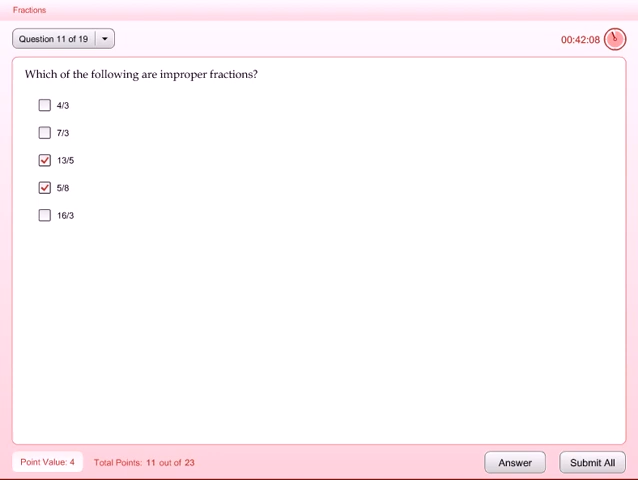 Fractions
Question 11 of 19
00:42:08
Which of the following are improper fractions?
4/3
7/3
13/5
5/8
16/3
Point Value: 4
Total Points: 11 out of 23
Answer
Submit All